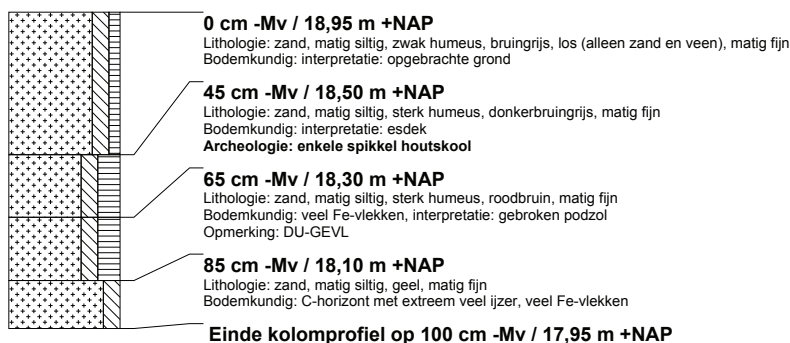 0 cm -Mv / 18,95 m +NAP
Lithologie: zand, matig siltig, zwak humeus, bruingrijs, los (alleen zand en veen), matig fijn
Bodemkundig: interpretatie: opgebrachte grond
45 cm -Mv / 18,50 m +NAP
Lithologie: zand, matig siltig, sterk humeus, donkerbruingrijs, matig fijn
Bodemkundig: interpretatie: esdek
Archeologie: enkele spikkel houtskool
65 cm -Mv / 18,30 m +NAP
Lithologie: zand, matig siltig, sterk humeus, roodbruin, matig fijn
Bodemkundig: veel Fe-vlekken, interpretatie: gebroken podzol
Opmerking: DU-GEVL
85 cm -Mv / 18,10 m +NAP
Lithologie: zand, matig siltig, geel, matig fijn
Bodemkundig: C-horizont met extreem veel ijzer, veel Fe-vlekken
Einde kolomprofiel op 100 cm -Mv / 17,95 m +NAP